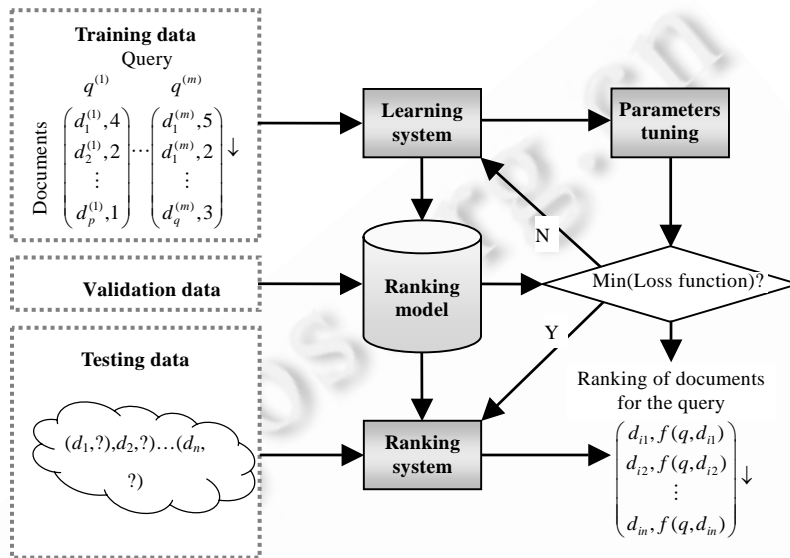 Training data
Query
q^(1) q^(m)
Documents
d_1^(1),4 ⋯ d_1^(m),5
d_2^(1),2 d_1^(m),2 ↓
⋮ ⋮
d_p^(1),1 d_q^(m),3
Learning
system
Parameters
tuning
N
Validation data
Ranking
model
Min(Loss function)?
Y
Testing data
(d_1,?),d_2,?)…(d_n,
?)
Ranking
system
Ranking of documents
for the query
d_i1, f(q,d_i1)
d_i2, f(q,d_i2) ↓
⋮
d_in, f(q,d_in)